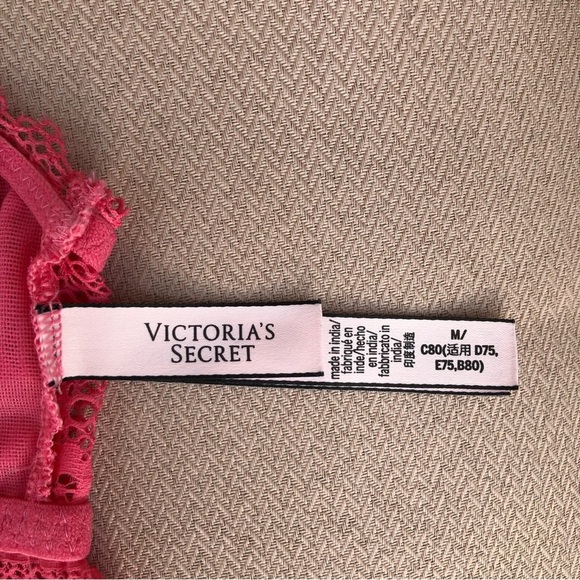 VICTORIA'S
SECRET
made in india/
fabriqué en
inde/hecho
en india/
fabbricato in
india/
印度制造
M/
C80(适用 D75,
E75,B80)